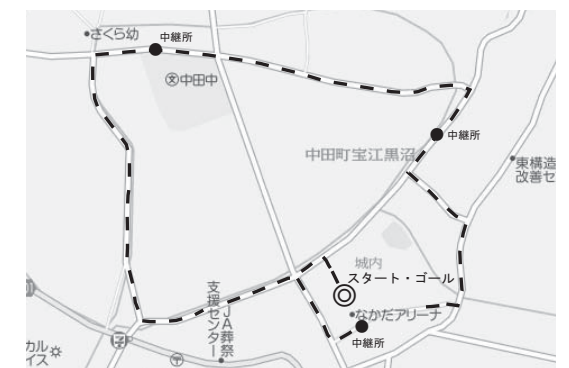 さくら幼
中継所
文中田中
中継所
中田町宝江黒沼
東構造
改善セ
城内
スタート・ゴール
なかだアリーナ
中継所
支援センター
JA葬祭
カル
イス